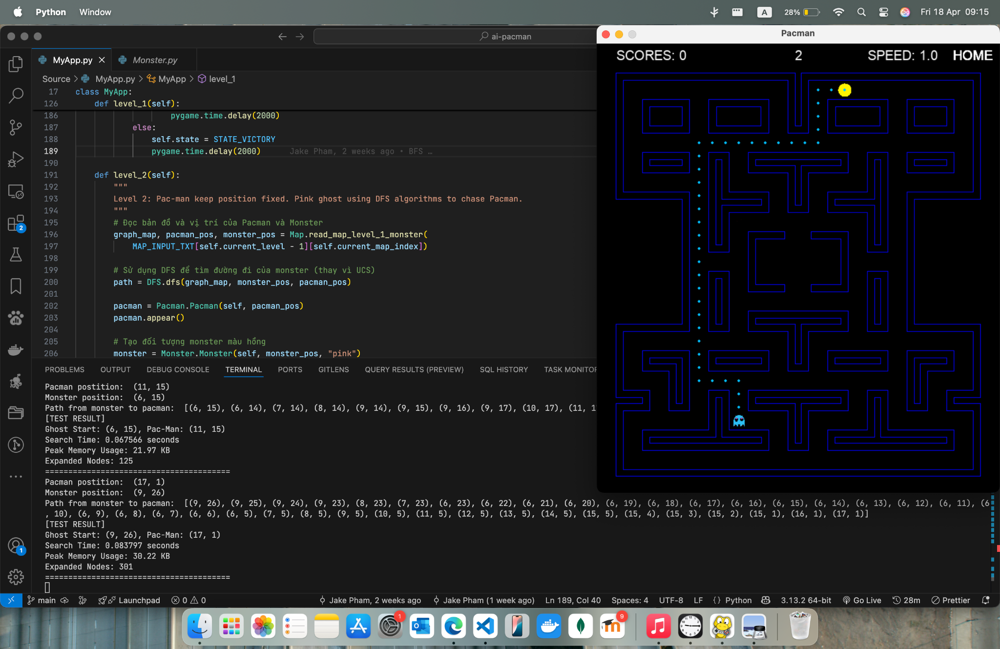 Python Window
A 28% Fri 18 Apr 09:15
ai-pacman
MyApp.py Monster.py
Source > MyApp.py > MyApp > level_1
17 class MyApp:
126 def level_1(self):
186 pygame.time.delay(2000)
187 else:
188 self.state = STATE_VICTORY
189 pygame.time.delay(2000) Jake Pham, 2 weeks ago • BFS …
190
191 def level_2(self):
192 """
193 Level 2: Pac-man keep position fixed. Pink ghost using DFS algorithms to chase Pacman.
194 """
195 # Đọc bản đồ và vị trí của Pacman và Monster
196 graph_map, pacman_pos, monster_pos = Map.read_map_level_1_monster(
197 MAP_INPUT_TXT[self.current_level - 1][self.current_map_index])
198
199 # Sử dụng DFS để tìm đường đi của monster (thay vì UCS)
200 path = DFS.dfs(graph_map, monster_pos, pacman_pos)
201
202 pacman = Pacman.Pacman(self, pacman_pos)
203 pacman.appear()
204
205 # Tạo đối tượng monster màu hồng
206 monster = Monster.Monster(self, monster_pos, "pink")
Pacman
SCORES: 0 2 SPEED: 1.0 HOME
2
PROBLEMS OUTPUT DEBUG CONSOLE TERMINAL PORTS GITLENS QUERY RESULTS (PREVIEW) SQL HISTORY TASK MONITOR
Pacman postition: (11, 15)
Monster position: (6, 15)
Path from monster to pacman: [(6, 15), (6, 14), (7, 14), (8, 14), (9, 14), (9, 15), (9, 16), (9, 17), (10, 17), (11, 1
[TEST RESULT]
Ghost Start: (6, 15), Pac-Man: (11, 15)
Search Time: 0.067566 seconds
Peak Memory Usage: 21.97 KB
Expanded Nodes: 125
========================================
Pacman postition: (17, 1)
Monster position: (9, 26)
Path from monster to pacman: [(9, 26), (9, 25), (9, 24), (9, 23), (8, 23), (7, 23), (6, 23), (6, 22), (6, 21), (6, 20), (6, 19), (6, 18), (6, 17), (6, 16), (6, 15), (6, 14), (6, 13), (6, 12), (6, 11), (6
, 10), (6, 9), (6, 8), (6, 7), (6, 6), (6, 5), (7, 5), (8, 5), (9, 5), (10, 5), (11, 5), (12, 5), (13, 5), (14, 5), (15, 5), (15, 4), (15, 3), (15, 2), (15, 1), (16, 1), (17, 1)]
[TEST RESULT]
Ghost Start: (9, 26), Pac-Man: (17, 1)
Search Time: 0.083797 seconds
Peak Memory Usage: 30.22 KB
Expanded Nodes: 301
========================================
1
main Launchpad 0 0 Jake Pham, 2 weeks ago Jake Pham (1 week ago) Ln 189, Col 40 Spaces: 4 UTF-8 LF {} Python 3.13.2 64-bit Go Live 28m Prettier
1 9